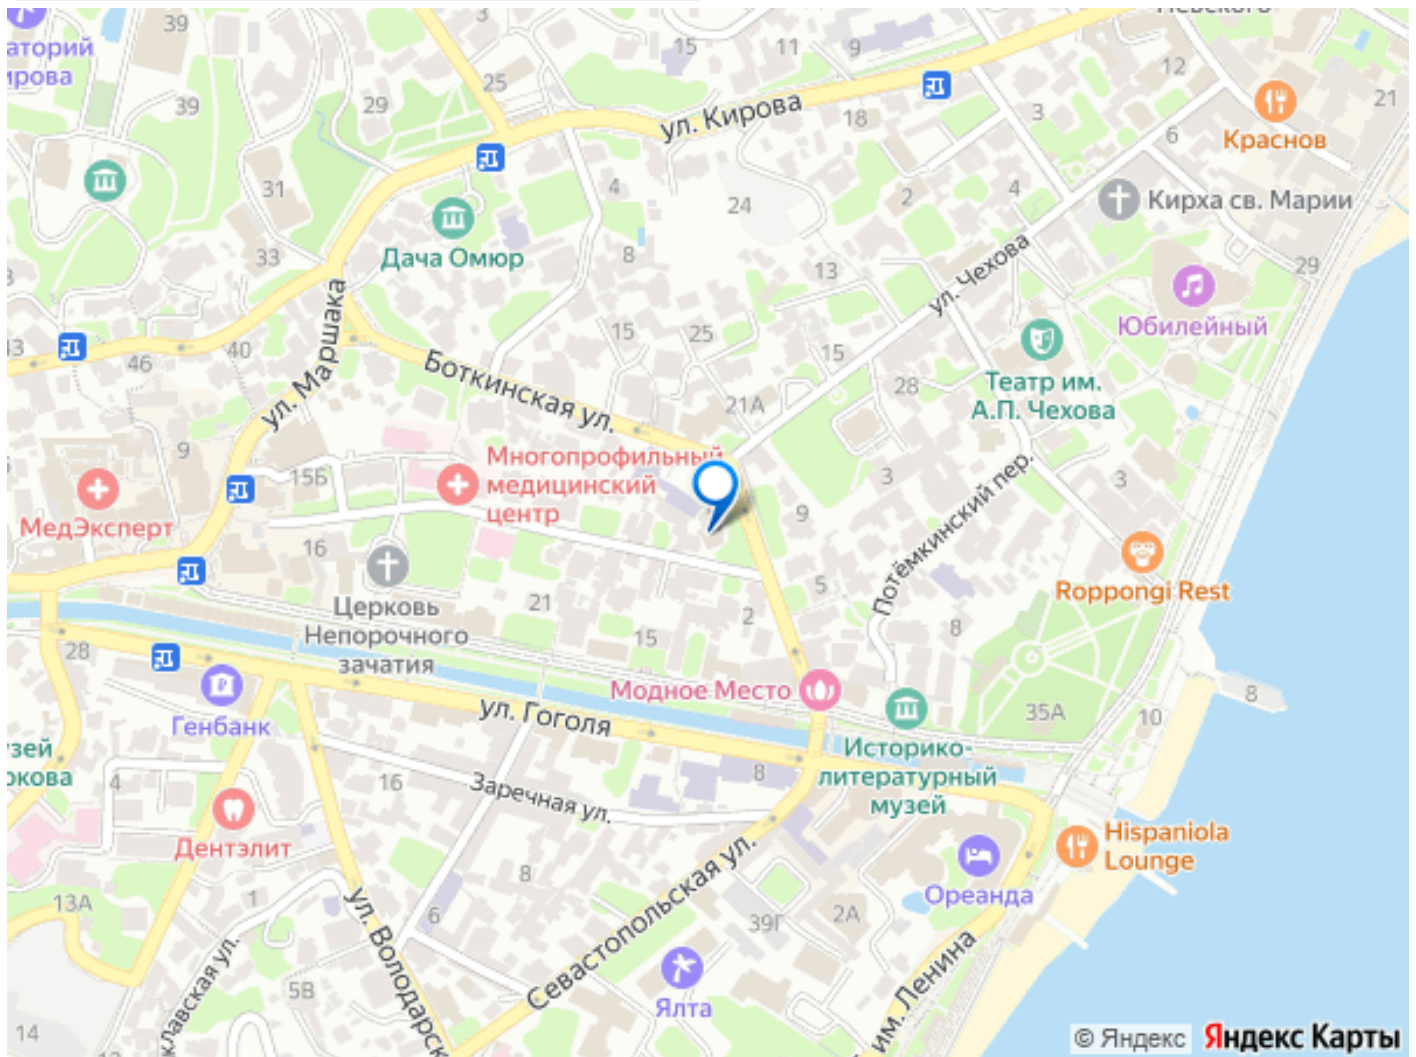 Невского
39
3
15
11
9
аторий
ирова
12
25
21
39
29
ул. Кирова
18
3
6
Краснов
31
4
24
2
4
Кирха св. Марии
Дача Омюр
33
8
13
ул. Чехова
29
Юбилейный
43
46
40
ул. Маршака
15
25
15
Боткинская ул.
28
Театр им.
А.П. Чехова
21А
9
15Б
Многопрофильный
медицинский
центр
3
3
МедЭксперт
9
Потёмкинский пер.
16
5
Roppongi Rest
Церковь
Непорочного
зачатия
21
15
2
8
28
Модное Место
8
Генбанк
ул. Гоголя
35А
10
узей
окова
4
16
Заречная ул.
8
Историко-
литературный
музей
Дентэлит
Hispaniola
Lounge
8
Ореанда
13А
1
6
39Г
2А
ул. Володарск
Севастопольская ул.
клавская ул.
5В
Ялта
им. Ленина
14
© Яндекс Яндекс Карты